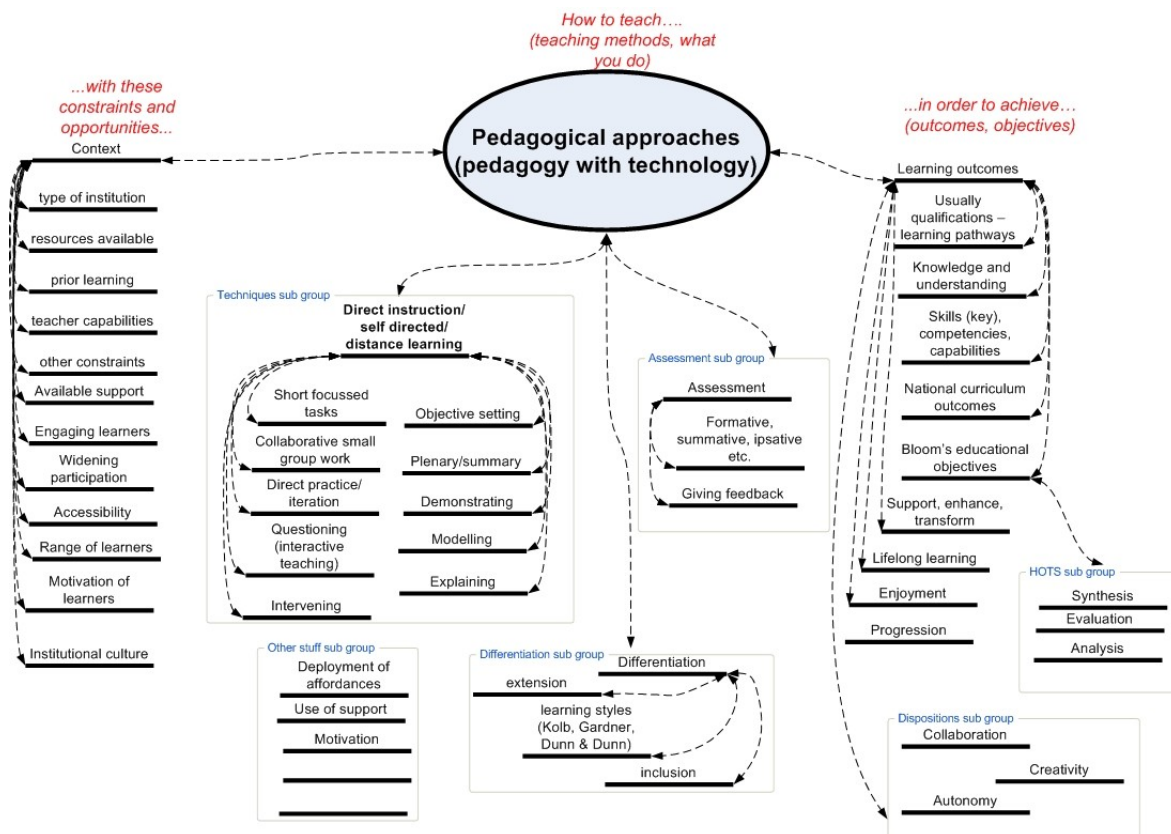 How to teach….
(teaching methods, what
you do)
...with these
constraints and
opportunities...
Context
type of institution
resources available
prior learning
teacher capabilities
other constraints
Available support
Engaging learners
Widening
participation
Accessibility
Range of learners
Motivation of
learners
Institutional culture
Pedagogical approaches
(pedagogy with technology)
...in order to achieve…
(outcomes, objectives)
Learning outcomes
Usually
qualifications –
learning pathways
Knowledge and
understanding
Skills (key),
competencies,
capabilities
National curriculum
outcomes
Bloom's educational
objectives
Support, enhance,
transform
Lifelong learning
Enjoyment
Progression
Techniques sub group
Direct instruction/
self directed/
distance learning
Short focussed
tasks
Collaborative small
group work
Direct practice/
iteration
Questioning
(interactive
teaching)
Intervening
Objective setting
Plenary/summary
Demonstrating
Modelling
Explaining
Assessment sub group
Assessment
Formative,
summative, ipsative
etc.
Giving feedback
HOTS sub group
Synthesis
Evaluation
Analysis
Other stuff sub group
Deployment of
affordances
Use of support
Motivation
Differentiation sub group
Differentiation
extension
learning styles
(Kolb, Gardner,
Dunn & Dunn)
inclusion
Dispositions sub group
Collaboration
Creativity
Autonomy